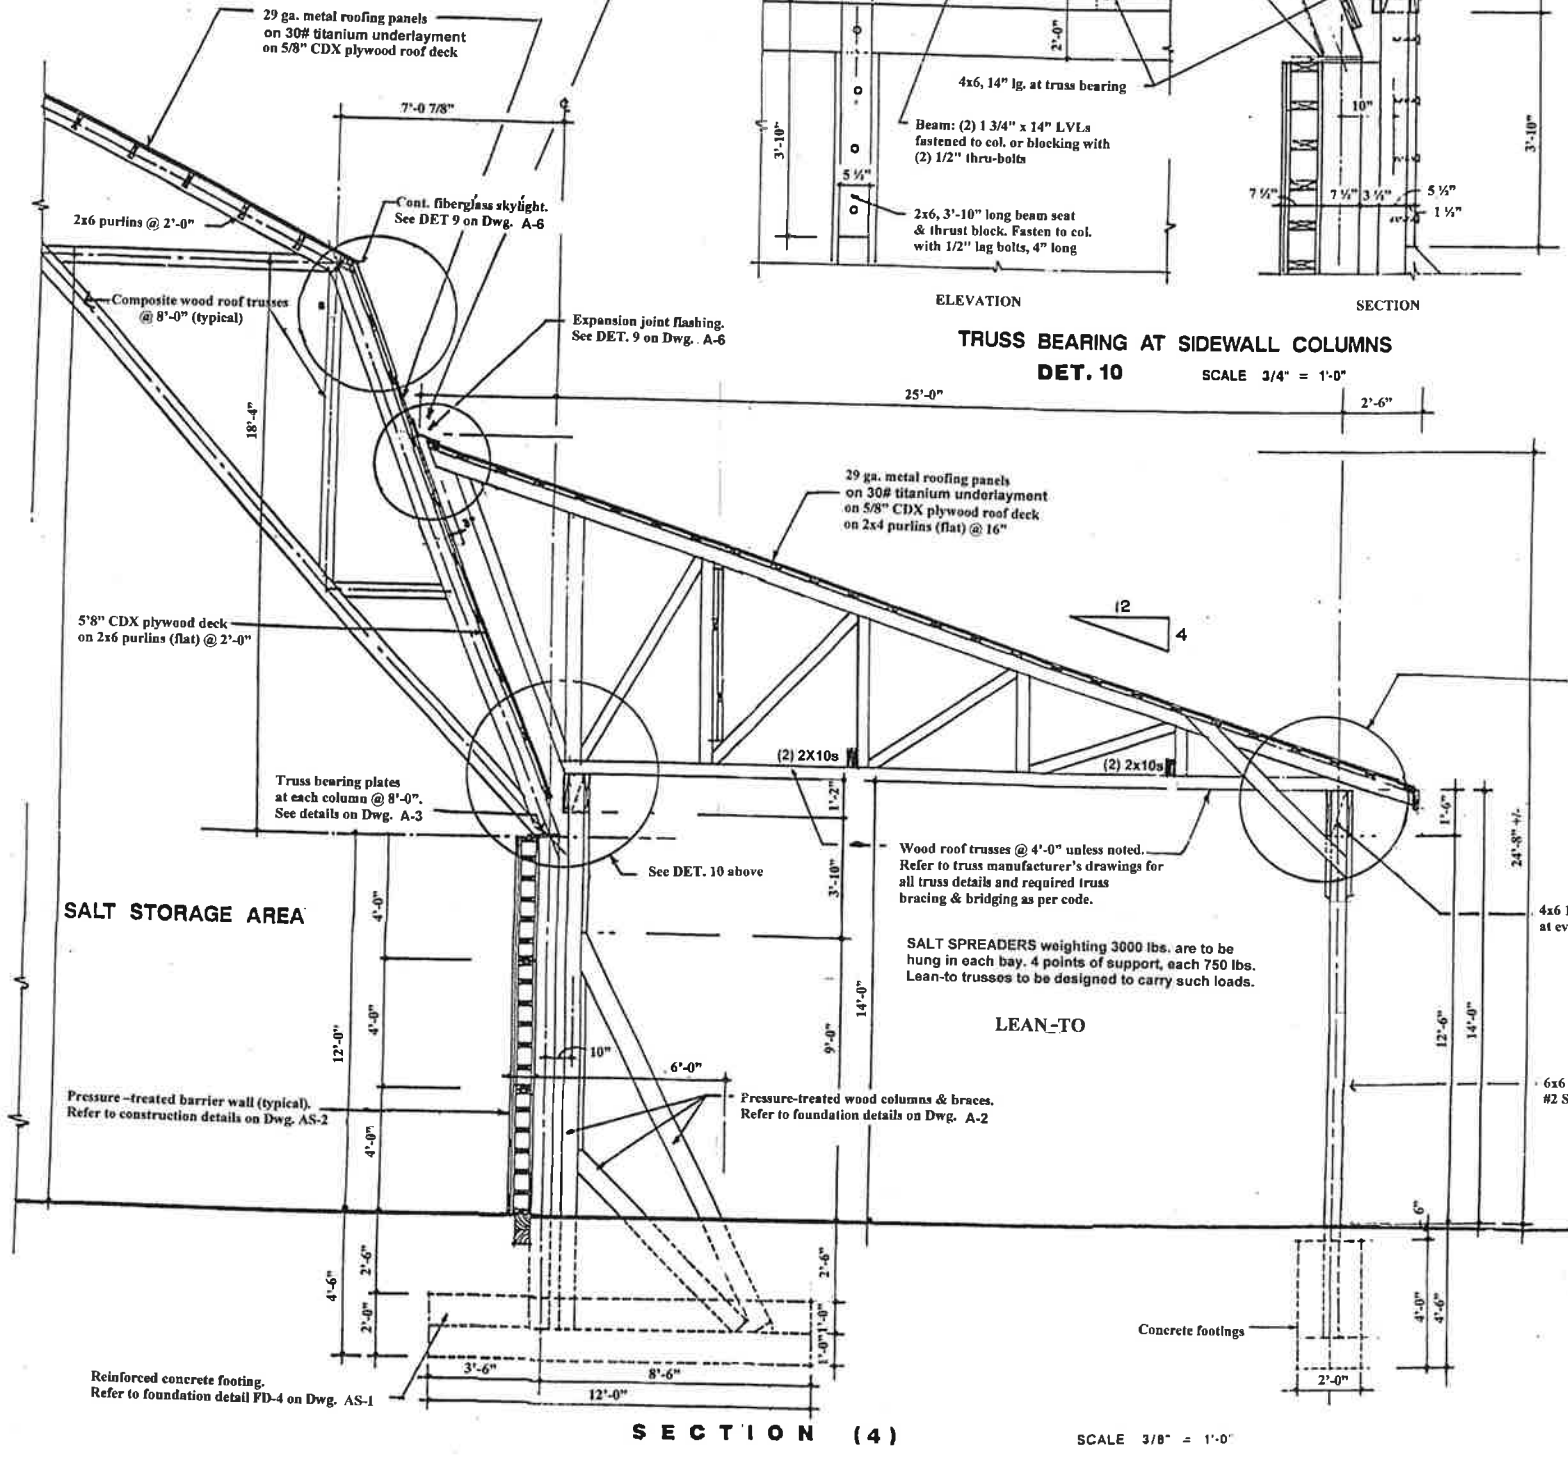 29 ga. metal roofing panels
on 30# titanium underlayment
on 5/8" CDX plywood roof deck
7'-0 7/8"
2x6 purlins @ 2'-0"
Cont. fiberglass skylight.
See DET 9 on Dwg. A-6
Composite wood roof trusses
@ 8'-0" (typical)
Expansion joint flashing.
See DET. 9 on Dwg. A-6
18'-4"
2'-0"
4x6, 14" lg. at truss bearing
Beam: (2) 1 3/4" x 14" LVLs
fastened to col. or blocking with
(2) 1/2" thru-bolts
3'-10"
5 ½"
2x6, 3'-10" long beam seat
& thrust block. Fasten to col.
with 1/2" lag bolts, 4" long
ELEVATION
10"
3'-10"
7 ½"
7 ½"
3 ½"
5 ½"
1 ½"
SECTION
TRUSS BEARING AT SIDEWALL COLUMNS
DET. 10
SCALE 3/4" = 1'-0"
25'-0"
2'-6"
29 ga. metal roofing panels
on 30# titanium underlayment
on 5/8" CDX plywood roof deck
on 2x4 purlins (flat) @ 16"
12
4
5'8" CDX plywood deck
on 2x6 purlins (flat) @ 2'-0"
(2) 2X10s
(2) 2x10s
Truss bearing plates
at each column @ 8'-0".
See details on Dwg. A-3
See DET. 10 above
1'-2"
3'-10"
Wood roof trusses @ 4'-0" unless noted.
Refer to truss manufacturer's drawings for
all truss details and required truss
bracing & bridging as per code.
1'-6"
24'-8" +/-
SALT STORAGE AREA
4'-0"
4x6
at
SALT SPREADERS weighting 3000 lbs. are to be
hung in each bay. 4 points of support, each 750 lbs.
Lean-to trusses to be designed to carry such loads.
LEAN-TO
12'-0"
4'-0"
10"
6'-0"
9'-0"
14'-0"
12'-6"
14'-0"
Pressure-treated barrier wall (typical).
Refer to construction details on Dwg. AS-2
4'-0"
Pressure-treated wood columns & braces.
Refer to foundation details on Dwg. A-2
6x6
#2
6"
4'-6"
2'-6"
2'-0"
2'-6"
1'-0"
1'-0"
4'-0"
4'-6"
Concrete footings
3'-6"
8'-6"
12'-0"
2'-0"
Reinforced concrete footing.
Refer to foundation detail FD-4 on Dwg. AS-1
SECTION (4)
SCALE 3/8" = 1'-0"